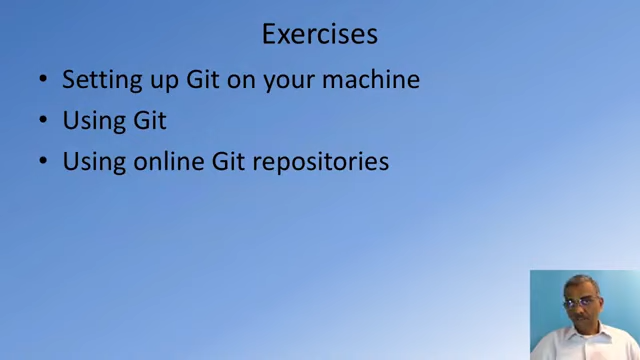 Exercises
• Setting up Git on your machine
• Using Git
• Using online Git repositories